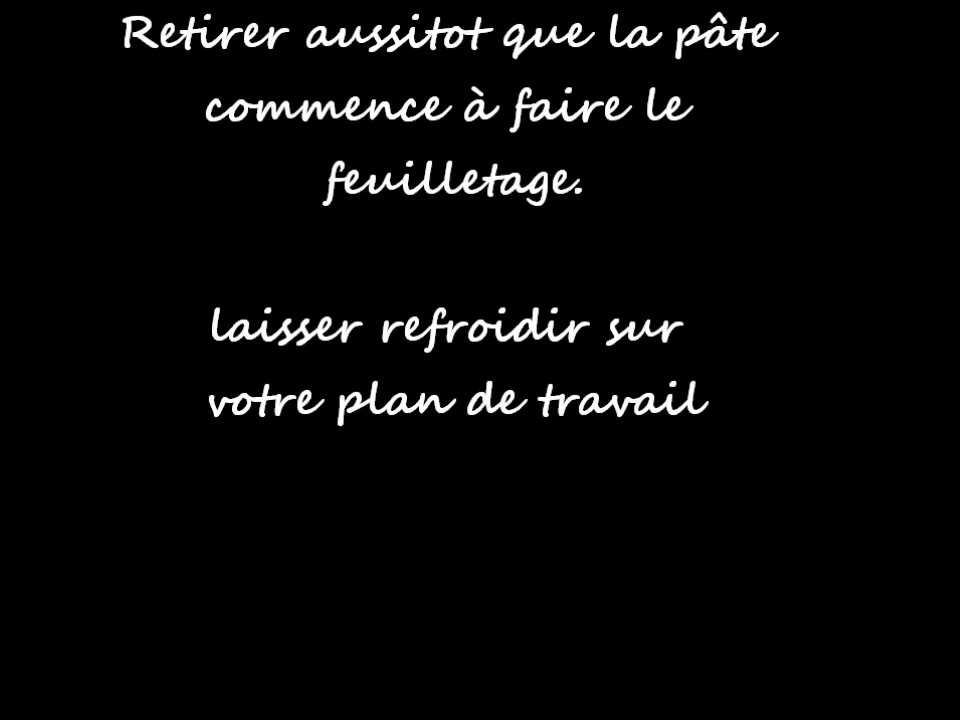 Retirer aussitot que la pâte
commence à faire le
feuilletage.
laisser refroidir sur
votre plan de travail